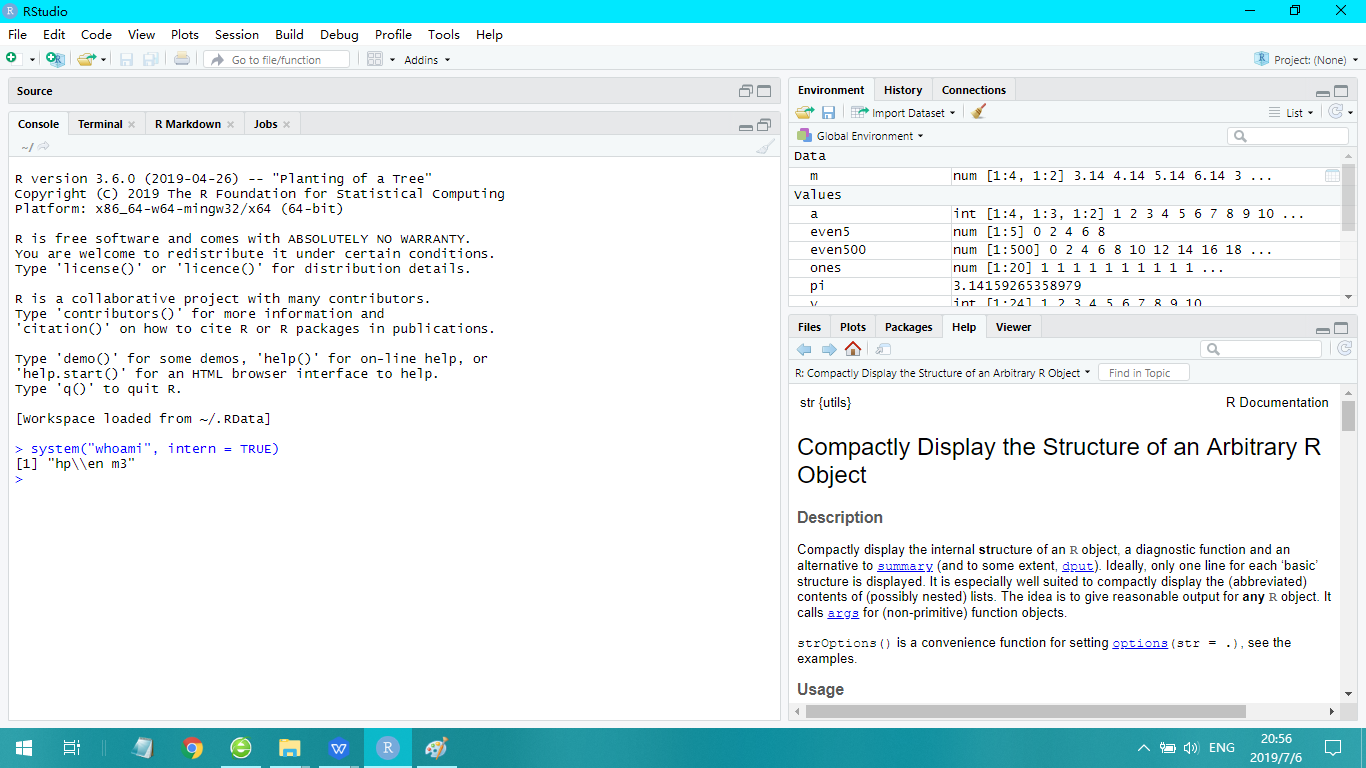 RStudio
File Edit Code View Plots Session Build Debug Profile Tools Help
Go to file/function Addins Project: (None)
Source
Console Terminal R Markdown Jobs
~/
R version 3.6.0 (2019-04-26) -- "Planting of a Tree"
Copyright (C) 2019 The R Foundation for Statistical Computing
Platform: x86_64-w64-mingw32/x64 (64-bit)
R is free software and comes with ABSOLUTELY NO WARRANTY.
You are welcome to redistribute it under certain conditions.
Type 'license()' or 'licence()' for distribution details.
R is a collaborative project with many contributors.
Type 'contributors()' for more information and
'citation()' on how to cite R or R packages in publications.
Type 'demo()' for some demos, 'help()' for on-line help, or
'help.start()' for an HTML browser interface to help.
Type 'q()' to quit R.
[Workspace loaded from ~/.RData]
> system("whoami", intern = TRUE)
[1] "hp\\en m3"
>
Environment History Connections
Import Dataset List
Global Environment
Data
m num [1:4, 1:2] 3.14 4.14 5.14 6.14 3 ...
Values
a int [1:4, 1:3, 1:2] 1 2 3 4 5 6 7 8 9 10 ...
even5 num [1:5] 0 2 4 6 8
even500 num [1:500] 0 2 4 6 8 10 12 14 16 18 ...
ones num [1:20] 1 1 1 1 1 1 1 1 1 1 ...
pi 3.14159265358979
int [1:24] 1 2 3 4 5 6 7 8 9 10
Files Plots Packages Help Viewer
R: Compactly Display the Structure of an Arbitrary R Object Find in Topic
str {utils} R Documentation
Compactly Display the Structure of an Arbitrary R
Object
Description
Compactly display the internal structure of an R object, a diagnostic function and an
alternative to summary (and to some extent, dput). Ideally, only one line for each ‘basic’
structure is displayed. It is especially well suited to compactly display the (abbreviated)
contents of (possibly nested) lists. The idea is to give reasonable output for any R object. It
calls args for (non-primitive) function objects.
strOptions() is a convenience function for setting options(str = .), see the
examples.
Usage
ENG
20:56
2019/7/6